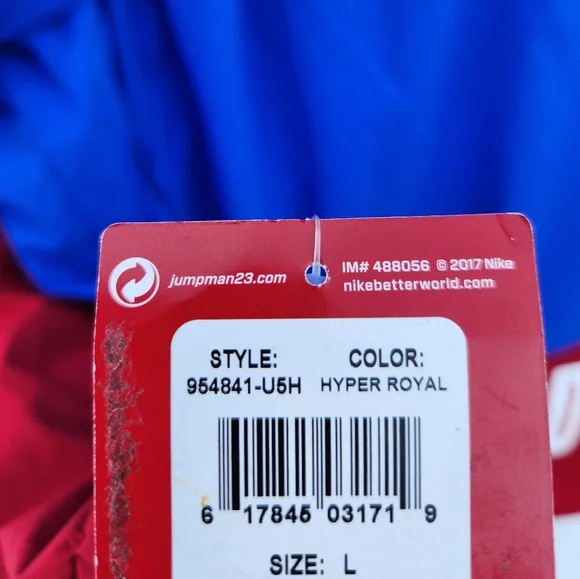 jumpman23.com
IM# 488056 © 2017 Nike
nikebetterworld.com
STYLE: COLOR:
954841-U5H HYPER ROYAL
6 17845 03171 9
SIZE: L